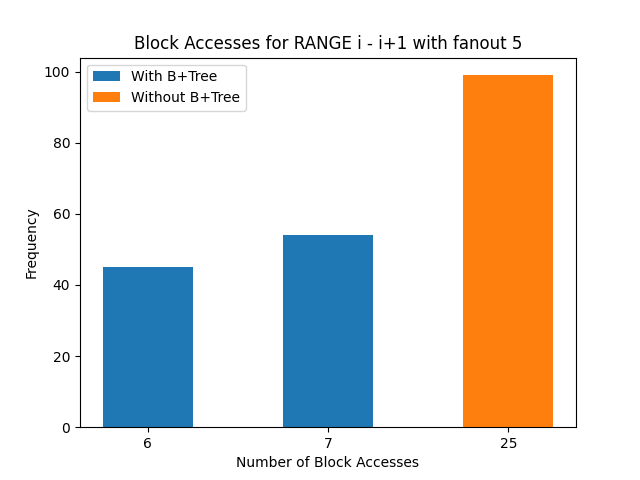 Block Accesses for RANGE i - i+1 with fanout 5
With B+Tree
Without B+Tree
100
80
60
40
20
0
Frequency
6 7 25
Number of Block Accesses